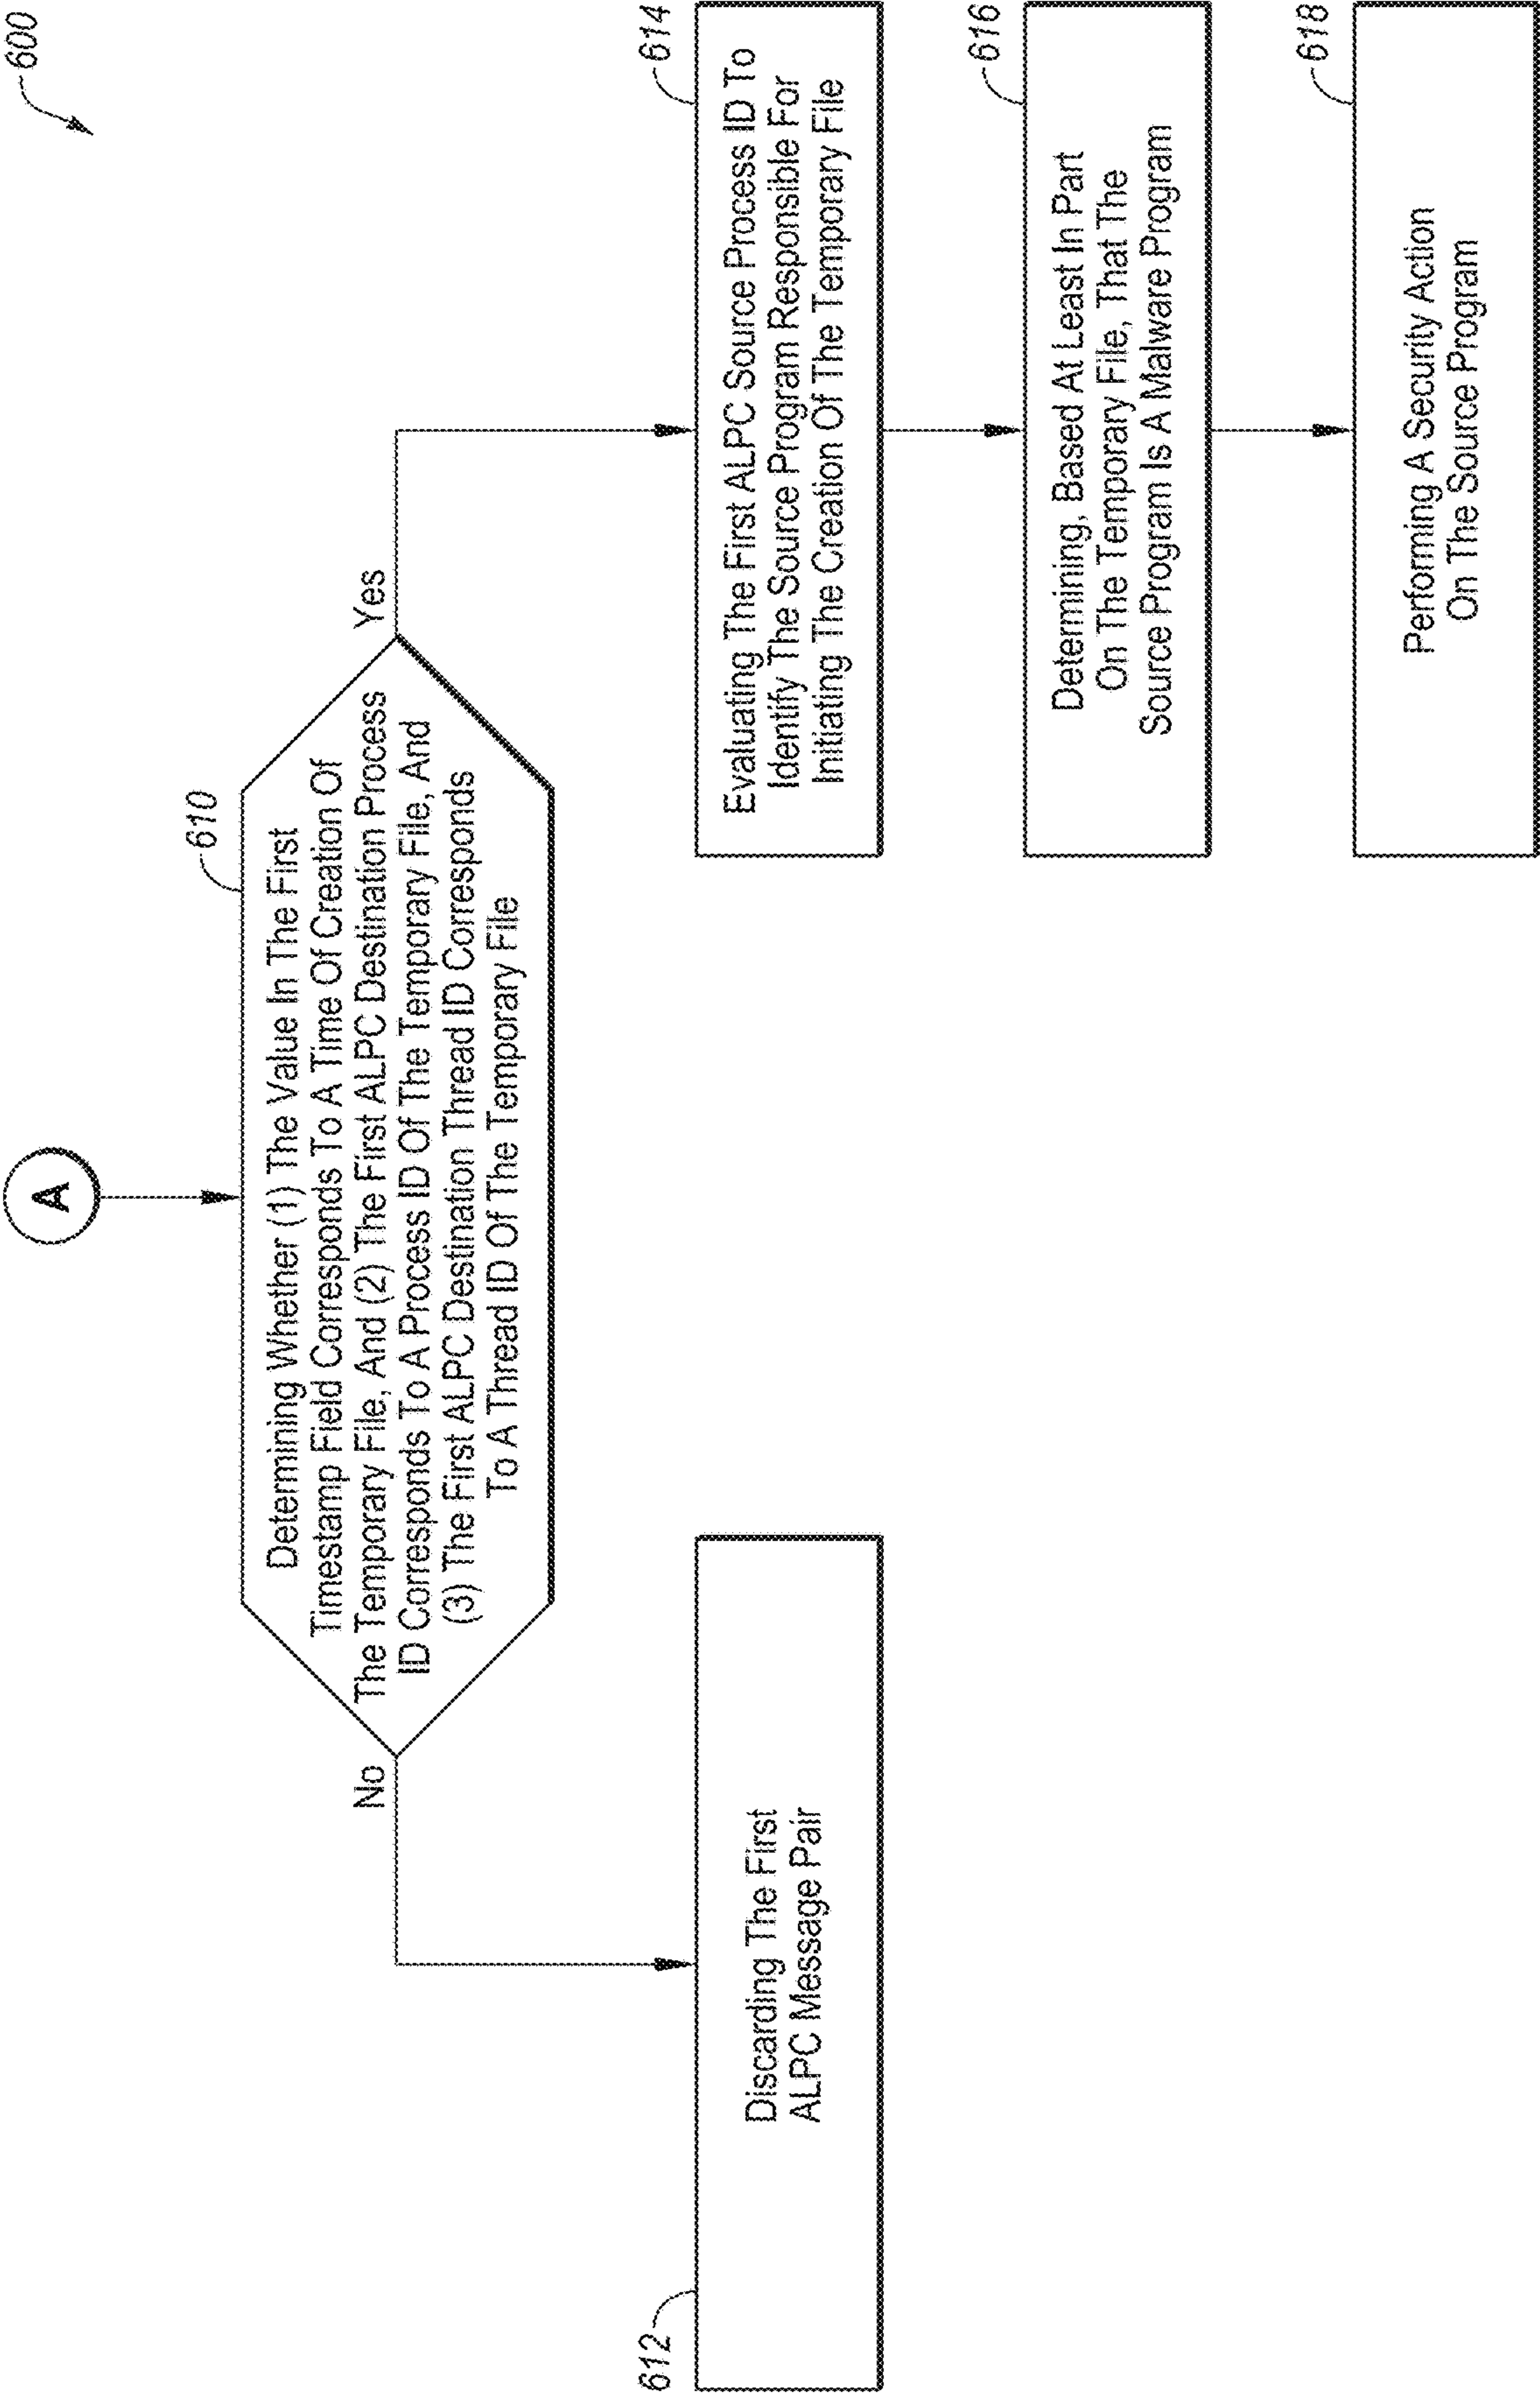 600
A
610
Determining Whether (1) The Value In The First
Timestamp Field Corresponds To A Time Of Creation Of
The Temporary File, And (2) The First ALPC Destination Process
ID Corresponds To A Process ID Of The Temporary File, And
(3) The First ALPC Destination Thread ID Corresponds
To A Thread ID Of The Temporary File
No
Yes
612
Discarding The First
ALPC Message Pair
614
Evaluating The First ALPC Source Process ID To
Identify The Source Program Responsible For
Initiating The Creation Of The Temporary File
616
Determining, Based At Least In Part
On The Temporary File, That The
Source Program Is A Malware Program
618
Performing A Security Action
On The Source Program